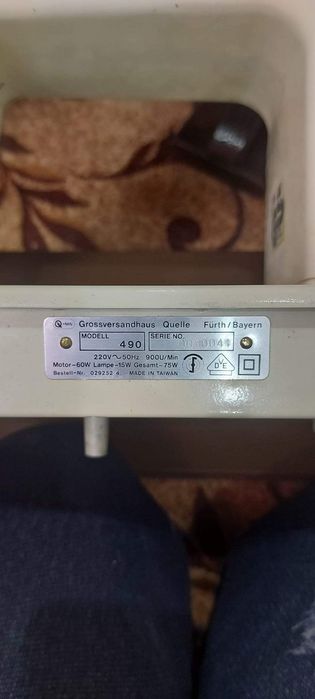 Grossversandhaus Quelle Fürth/Bayern
MODELL 490 SERIE NO.
220V~50Hz 900U/Min
Motor-60W Lampe-15W Gesamt-75W
Bestell-Nr. 029252 4 MADE IN TAIWAN